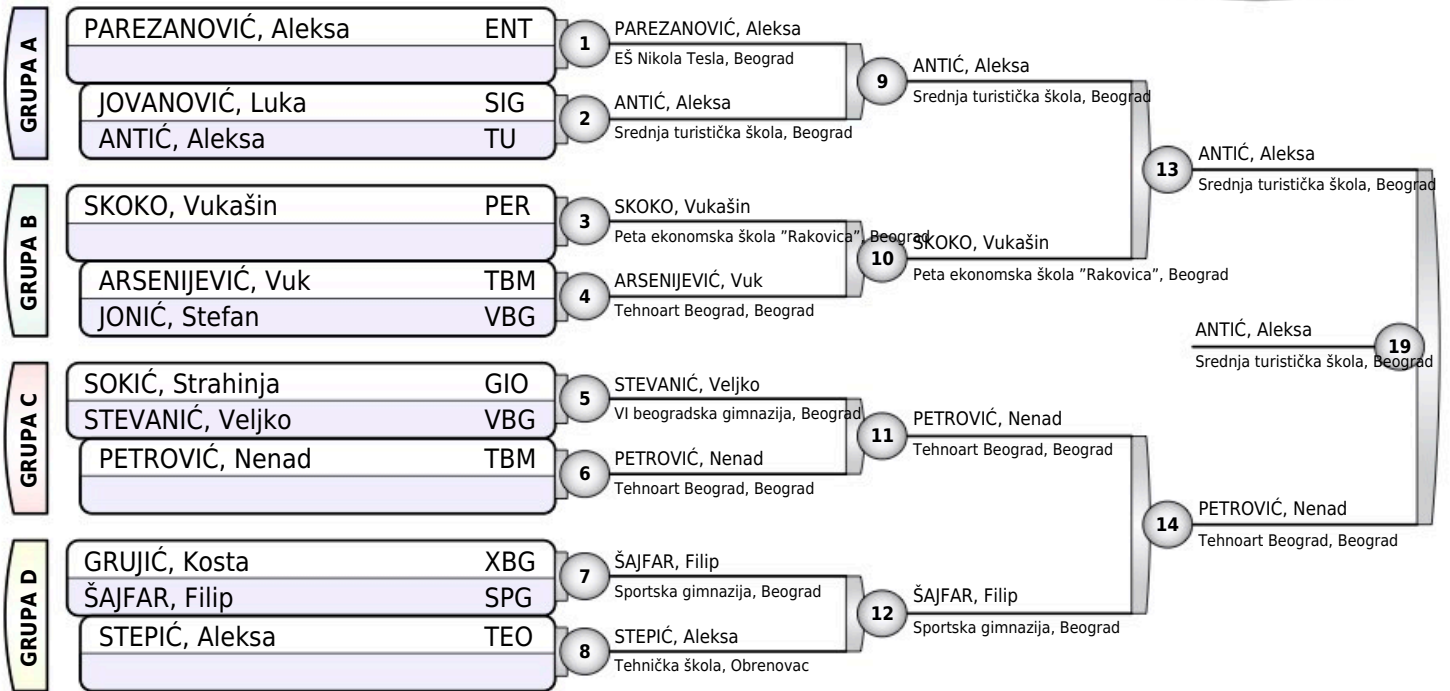 GRUPA A
PAREZANOVIĆ, Aleksa ENT
JOVANOVIĆ, Luka SIG
ANTIĆ, Aleksa TU
GRUPA B
SKOKO, Vukašin PER
ARSENIJEVIĆ, Vuk TBM
JONIĆ, Stefan VBG
GRUPA C
SOKIĆ, Strahinja GIO
STEVANIĆ, Veljko VBG
PETROVIĆ, Nenad TBM
GRUPA D
GRUJIĆ, Kosta XBG
ŠAJFAR, Filip SPG
STEPIĆ, Aleksa TEO
1
PAREZANOVIĆ, Aleksa
EŠ Nikola Tesla, Beograd
2
ANTIĆ, Aleksa
Srednja turistička škola, Beograd
3
SKOKO, Vukašin
Peta ekonomska škola ”Rakovica”, Beograd
4
ARSENIJEVIĆ, Vuk
Tehnoart Beograd, Beograd
5
STEVANIĆ, Veljko
VI beogradska gimnazija, Beograd
6
PETROVIĆ, Nenad
Tehnoart Beograd, Beograd
7
ŠAJFAR, Filip
Sportska gimnazija, Beograd
8
STEPIĆ, Aleksa
Tehnička škola, Obrenovac
9
ANTIĆ, Aleksa
Srednja turistička škola, Beograd
10
SKOKO, Vukašin
Peta ekonomska škola ”Rakovica”, Beograd
11
PETROVIĆ, Nenad
Tehnoart Beograd, Beograd
12
ŠAJFAR, Filip
Sportska gimnazija, Beograd
13
ANTIĆ, Aleksa
Srednja turistička škola, Beograd
14
PETROVIĆ, Nenad
Tehnoart Beograd, Beograd
ANTIĆ, Aleksa
19
Srednja turistička škola, Beograd